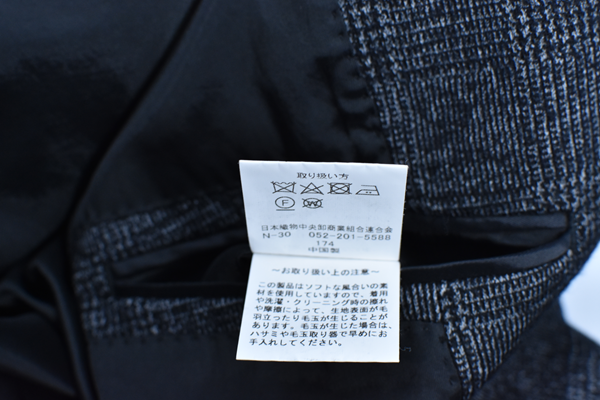 取り扱い方
F W
日本織物中央卸商業組合連合会
N-30 052-201-5588
174
中国製
～お取り扱い上の注意～
この製品はソフトな風合いの素
材を使用していますので、着用
や洗濯・クリーニング時の擦れ
や摩擦によって、生地表面が毛
羽立ったり毛玉が生じることが
あります。毛玉が生じた場合は、
ハサミや毛玉取り器で早めにお
手入れしてください。